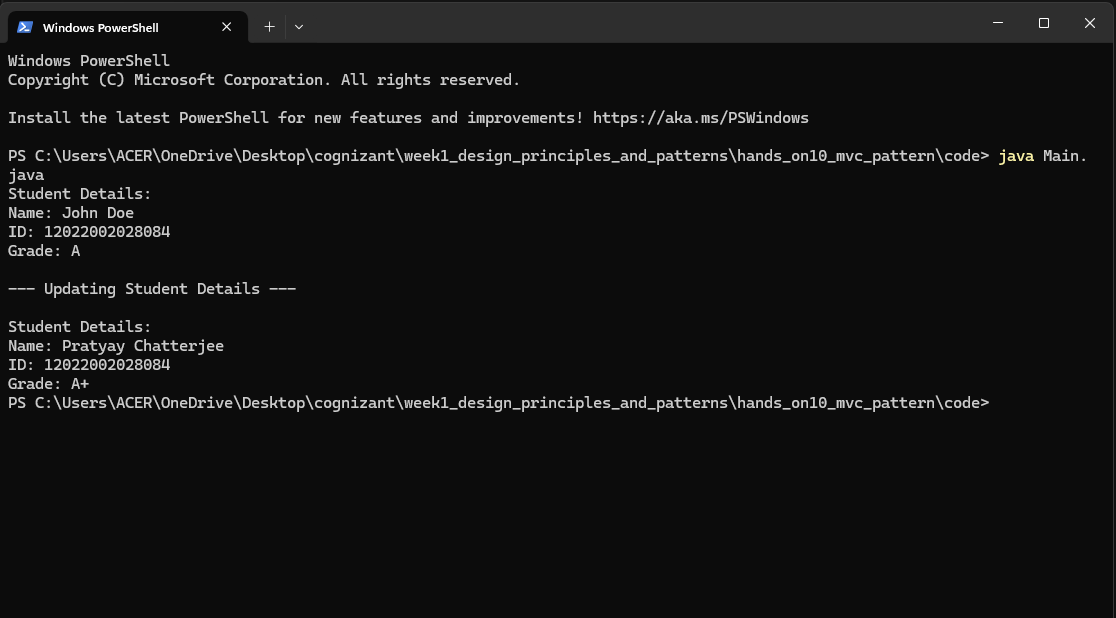 Windows PowerShell
Windows PowerShell
Copyright (C) Microsoft Corporation. All rights reserved.
Install the latest PowerShell for new features and improvements! https://aka.ms/PSWindows
PS C:\Users\ACER\OneDrive\Desktop\cognizant\week1_design_principles_and_patterns\hands_on10_mvc_pattern\code> java Main.
java
Student Details:
Name: John Doe
ID: 12022002028084
Grade: A
--- Updating Student Details ---
Student Details:
Name: Pratyay Chatterjee
ID: 12022002028084
Grade: A+
PS C:\Users\ACER\OneDrive\Desktop\cognizant\week1_design_principles_and_patterns\hands_on10_mvc_pattern\code>